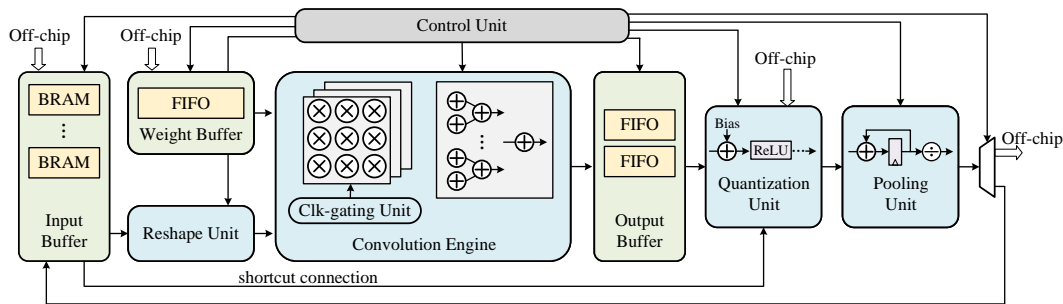 Control Unit
Off-chip
Off-chip
Off-chip
Off-chip
BRAM
⋮
BRAM
Input
Buffer
FIFO
Weight Buffer
Reshape Unit
Clk-gating Unit
Convolution Engine
⋮
FIFO
FIFO
Output
Buffer
Bias
ReLU
Quantization
Unit
Pooling
Unit
shortcut connection